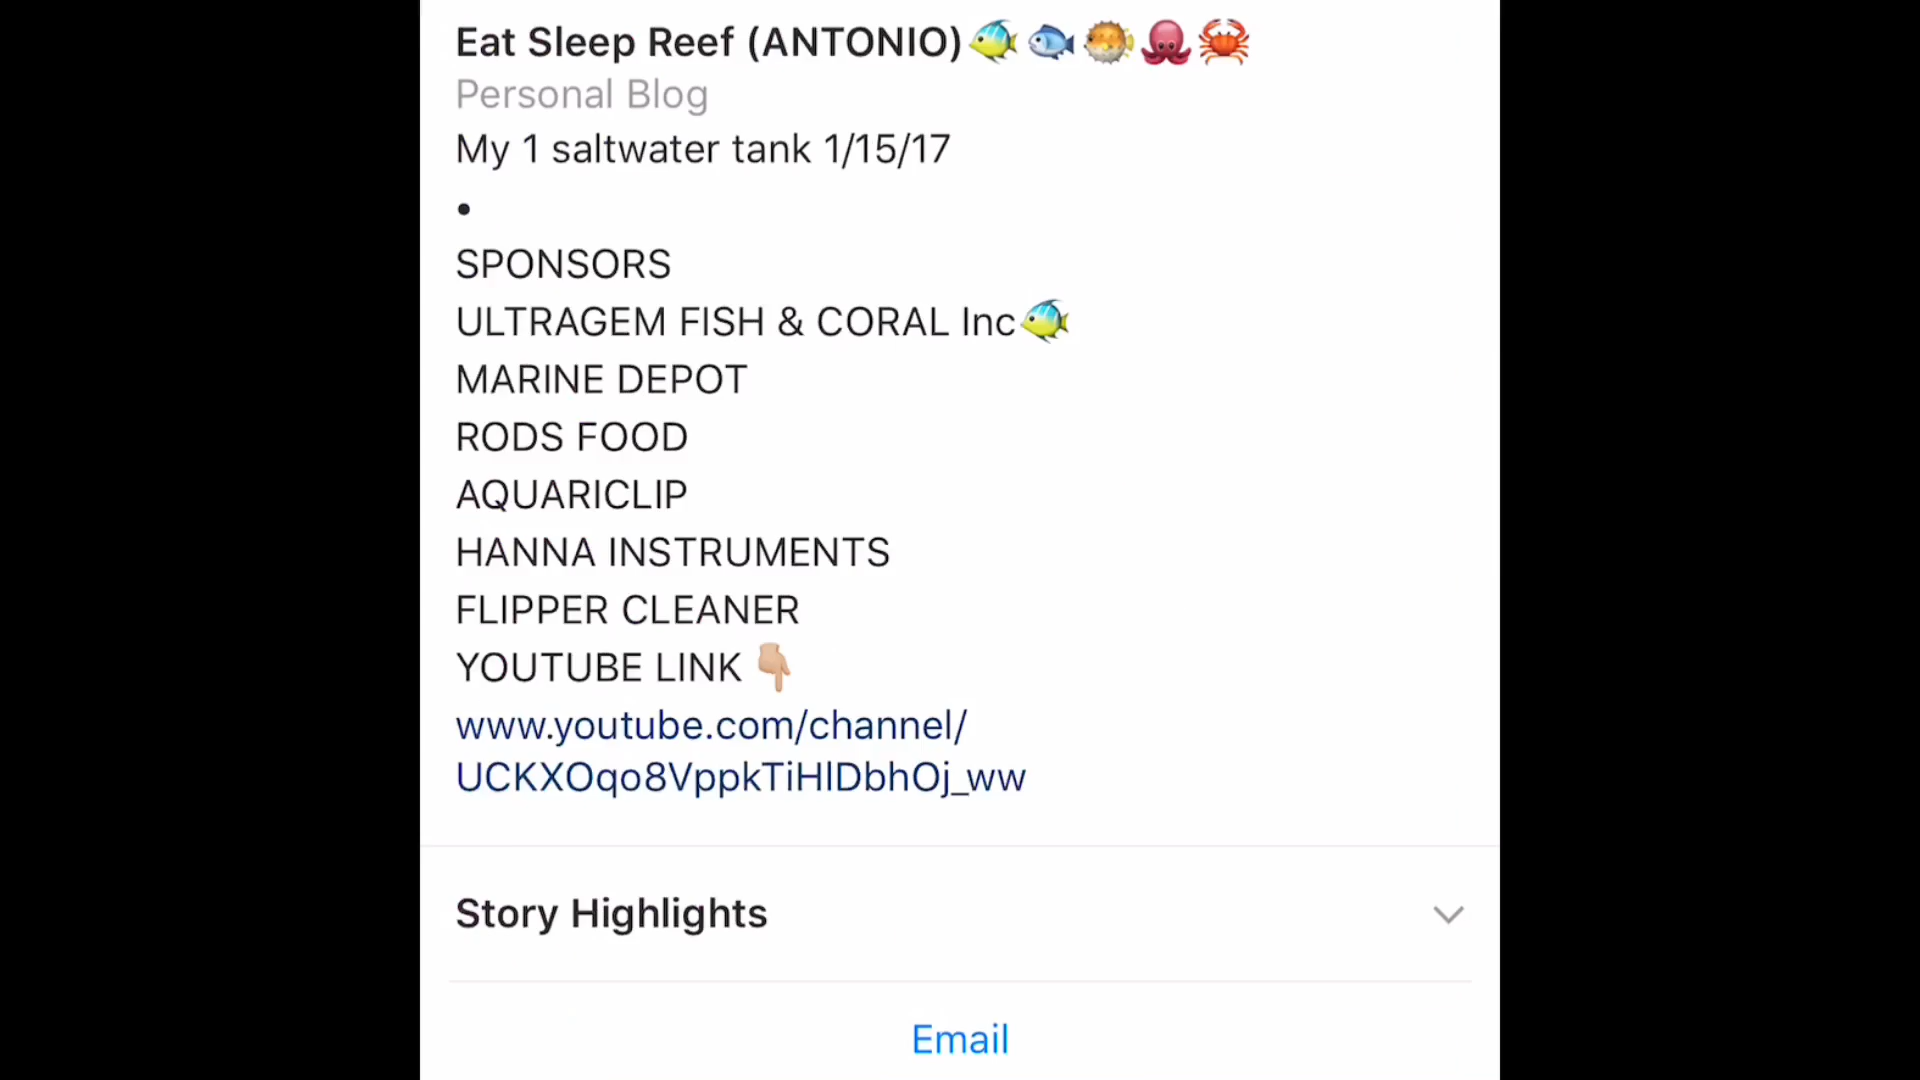 Eat Sleep Reef (ANTONIO)🐠🐟🐡🐙🦀
Personal Blog
My 1 saltwater tank 1/15/17
•
SPONSORS
ULTRAGEM FISH & CORAL Inc🐠
MARINE DEPOT
RODS FOOD
AQUARICLIP
HANNA INSTRUMENTS
FLIPPER CLEANER
YOUTUBE LINK 👇🏼
www.youtube.com/channel/
UCKXOqo8VppkTiHlDbhOj_ww
Story Highlights
Email